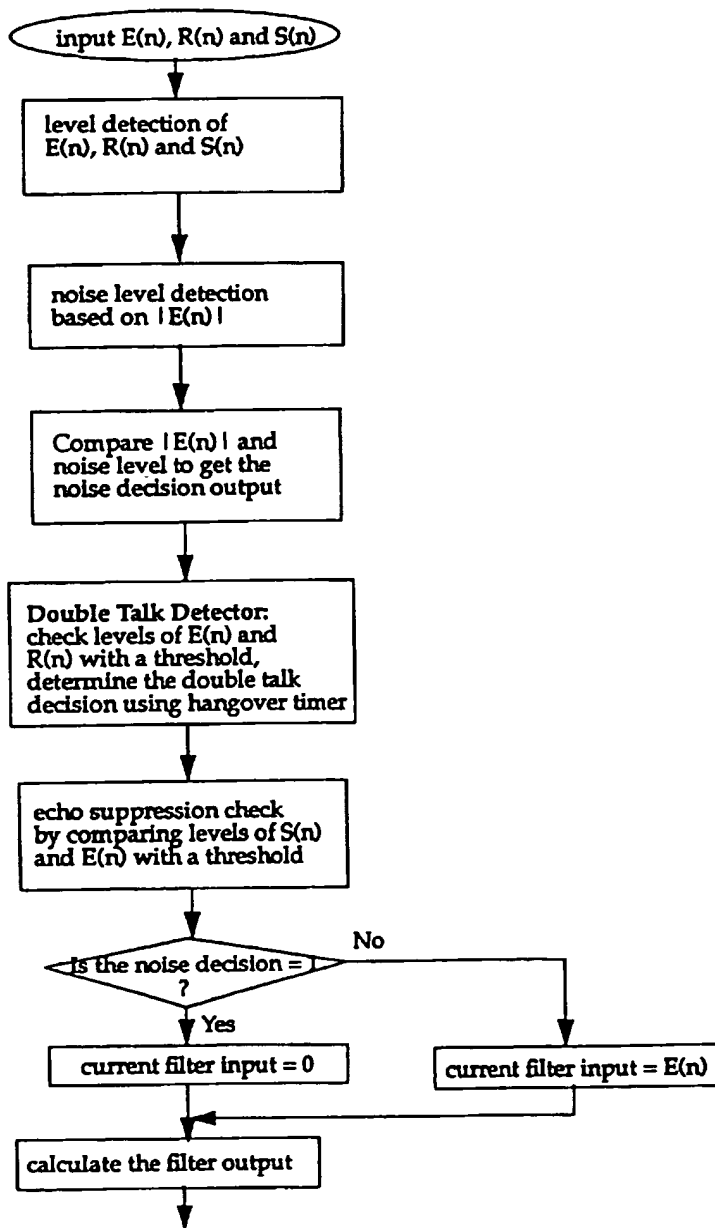 input E(n), R(n) and S(n)
level detection of
E(n), R(n) and S(n)
noise level detection
based on |E(n)|
Compare |E(n)| and
noise level to get the
noise decision output
Double Talk Detector:
check levels of E(n) and
R(n) with a threshold,
determine the double talk
decision using hangover timer
echo suppression check
by comparing levels of S(n)
and E(n) with a threshold
Is the noise decision = 1
?
No
Yes
current filter input = 0
current filter input = E(n)
calculate the filter output